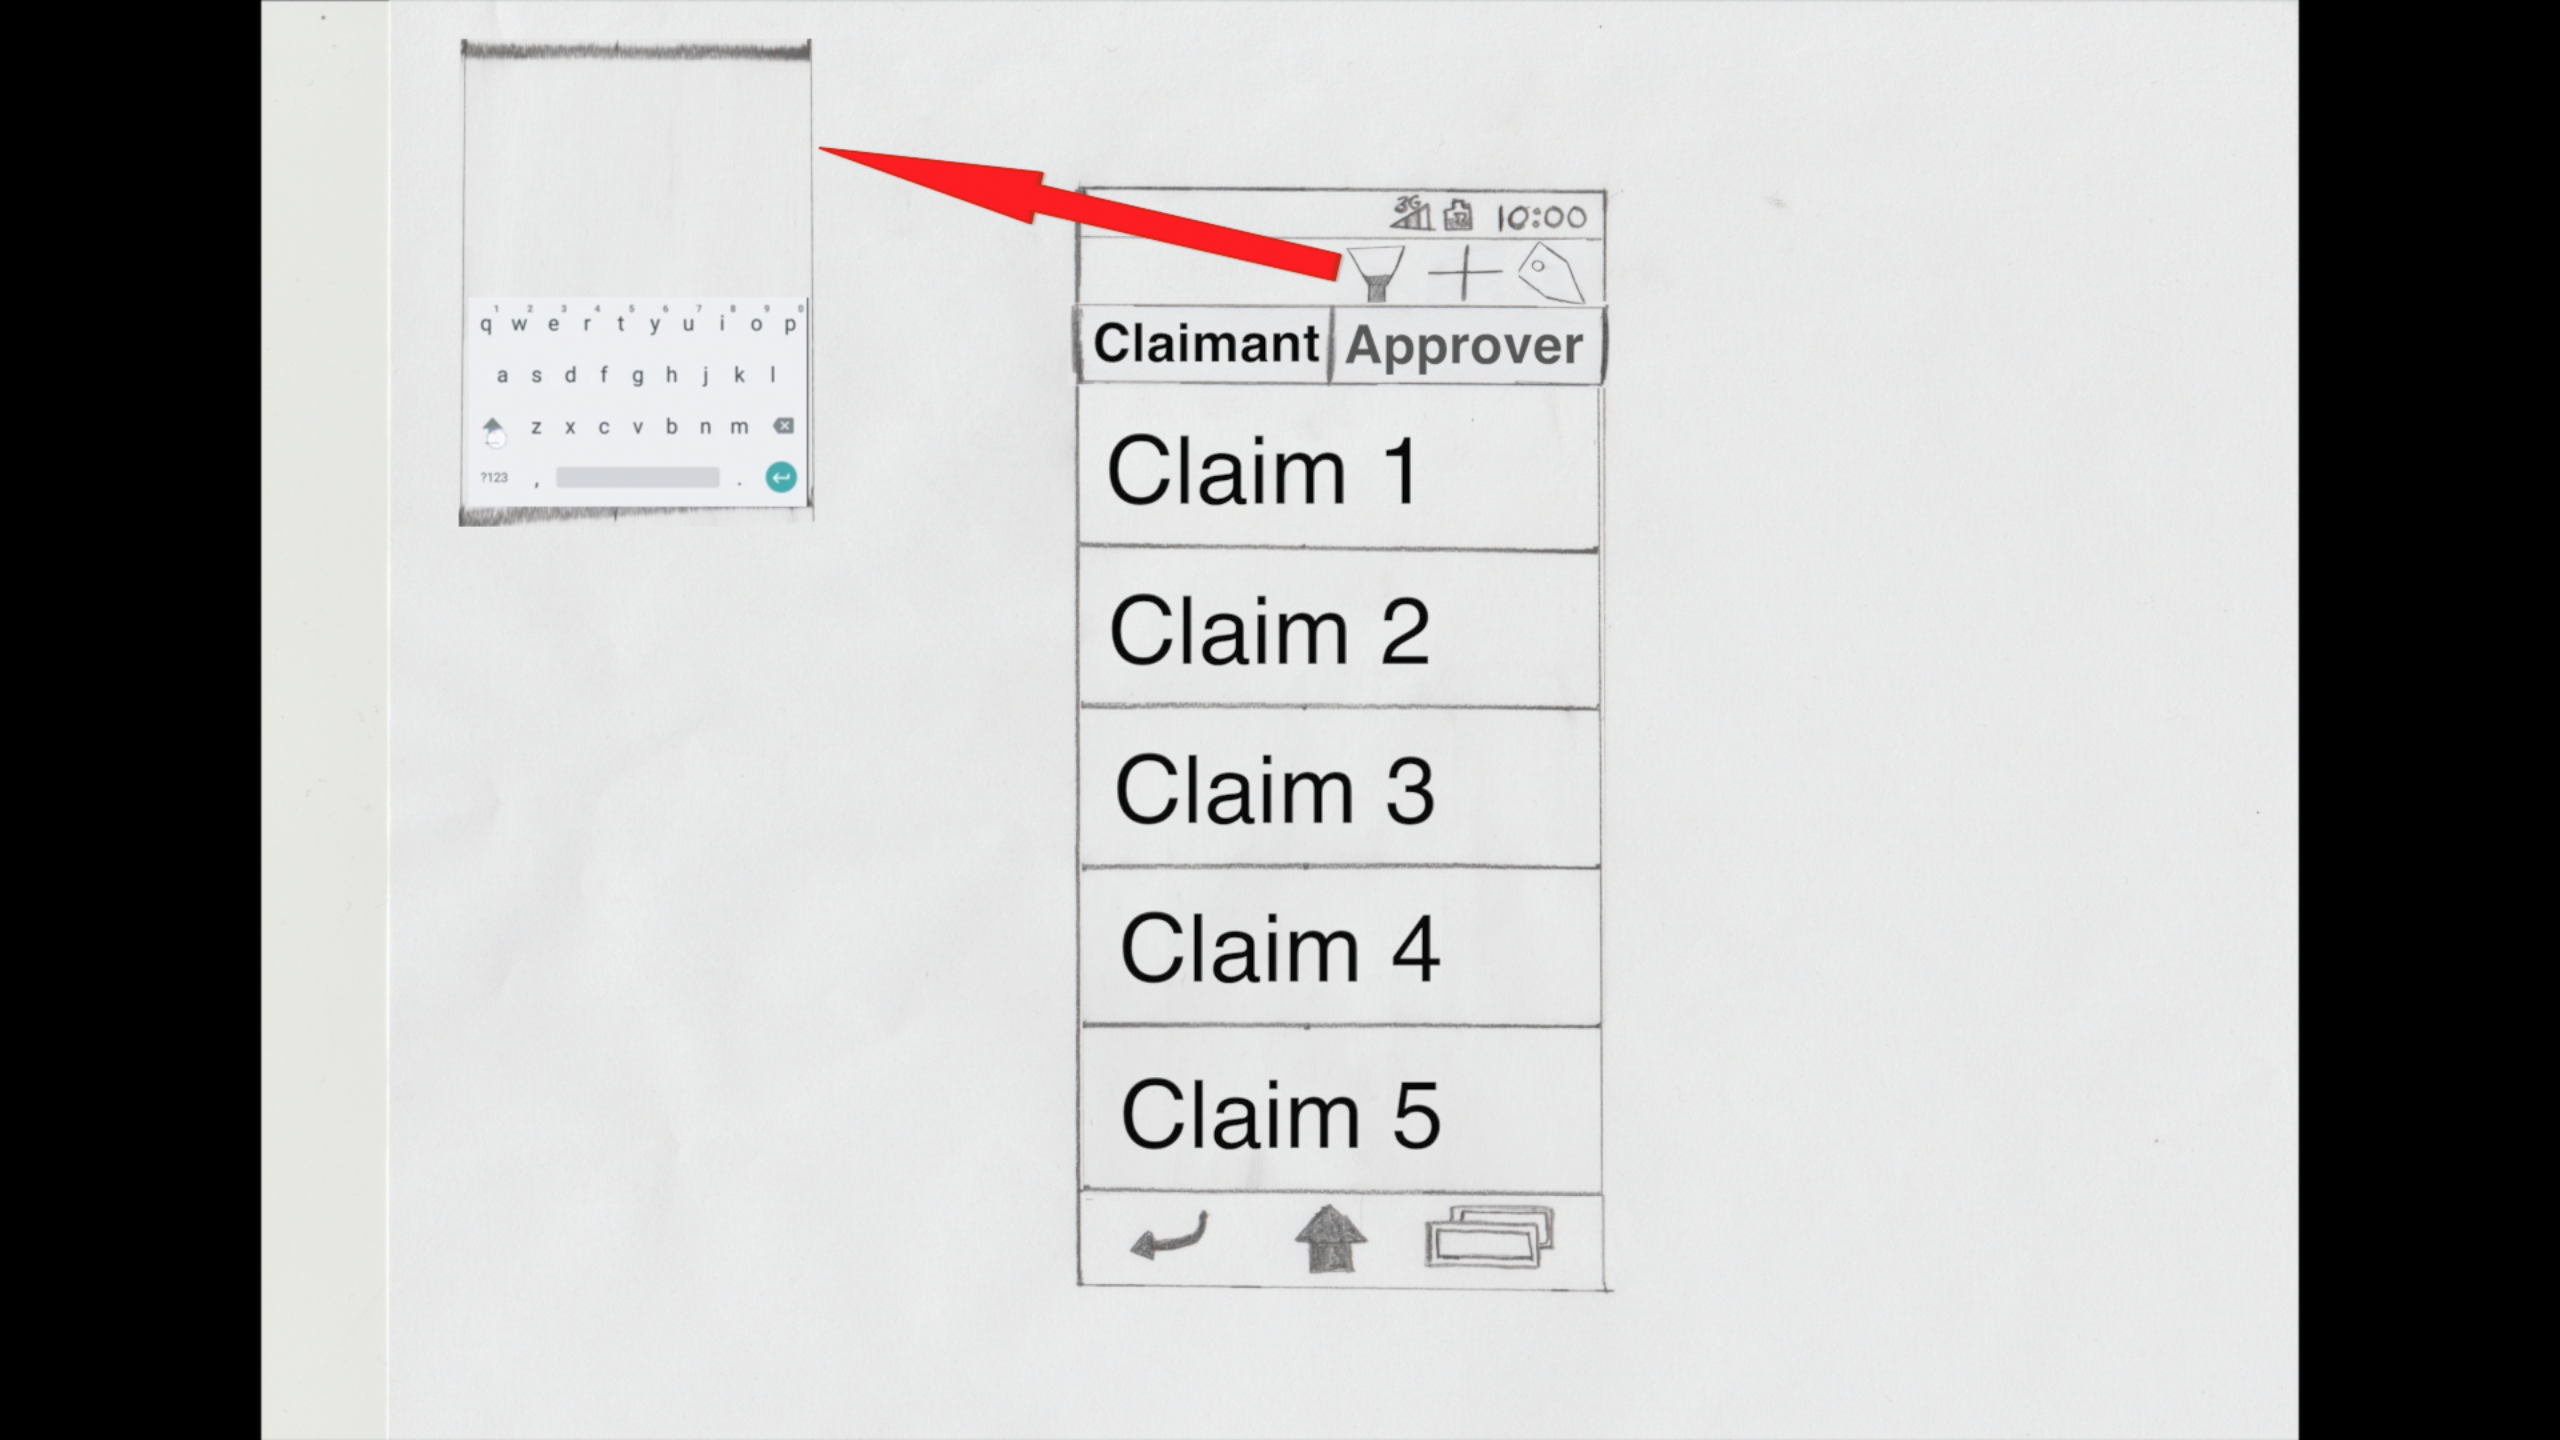 1 2 3 4 5 6 7 8 9 0
q w e r t y u i o p
a s d f g h j k l
z x c v b n m
?123 , .
3G 10:00
Claimant Approver
Claim 1
Claim 2
Claim 3
Claim 4
Claim 5